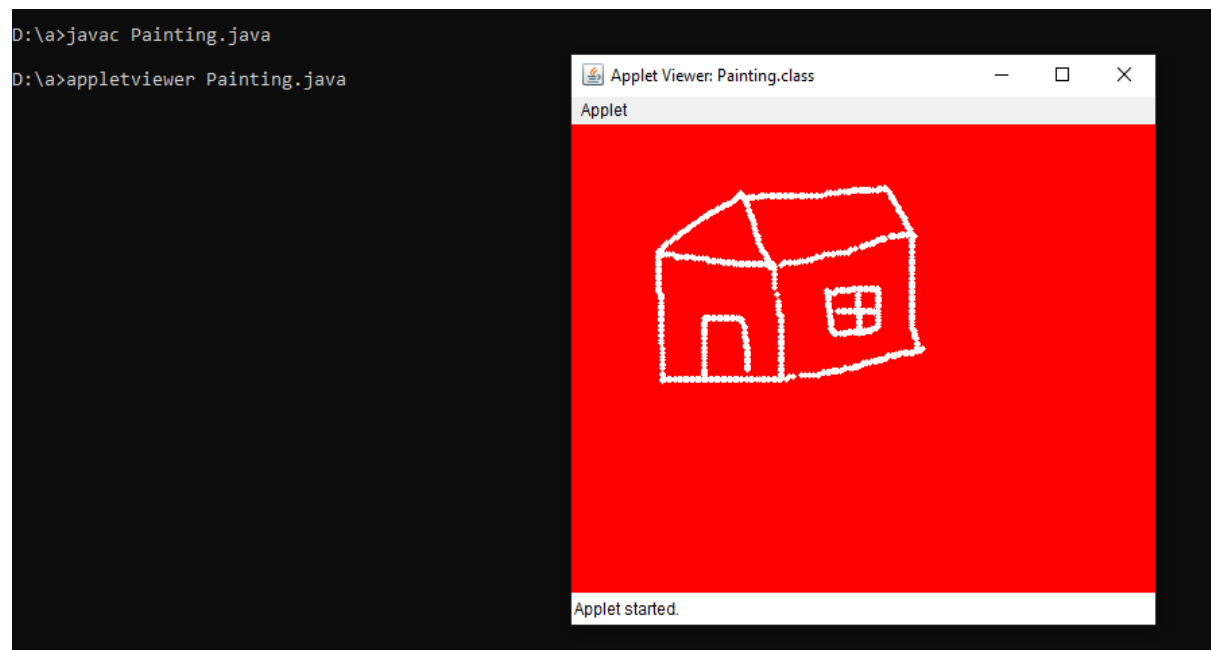 D:\a>javac Painting.java
D:\a>appletviewer Painting.java
Applet Viewer: Painting.class
Applet
Applet started.